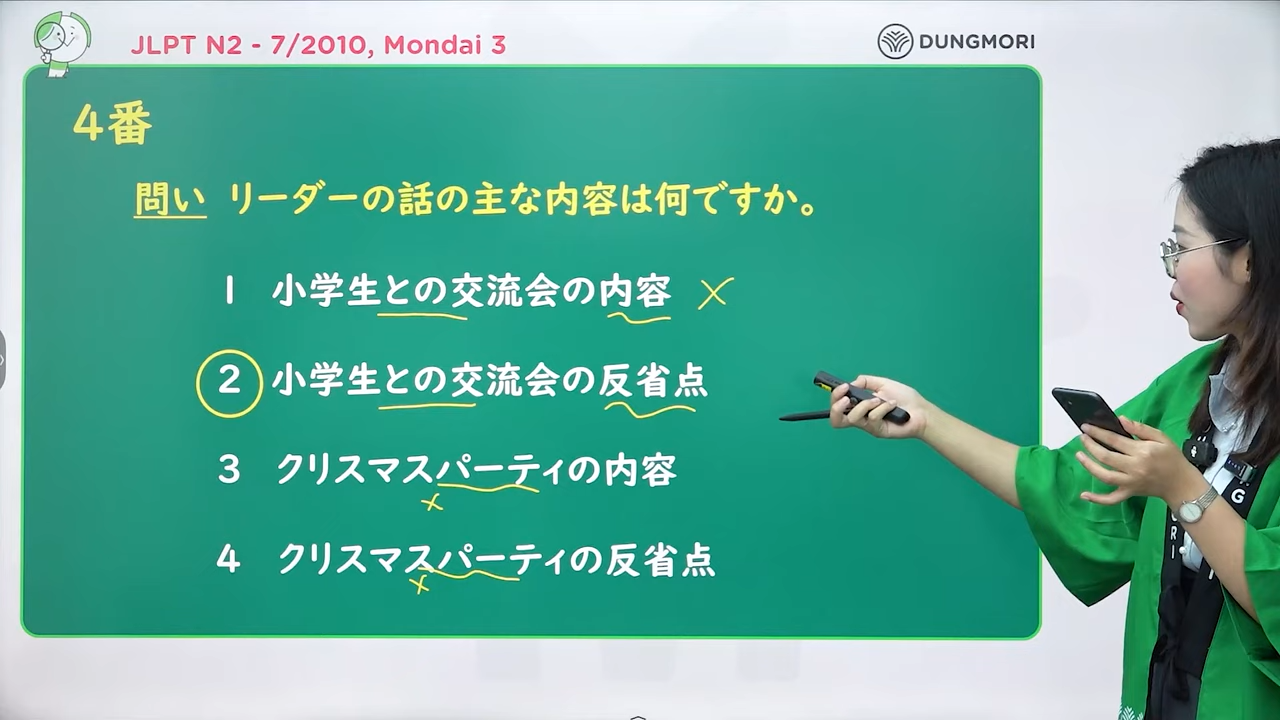 JLPT N2 - 7/2010, Mondai 3
DUNGMORI
4番
問い リーダーの話の主な内容は何ですか。
1 小学生との交流会の内容 ×
2 小学生との交流会の反省点
3 クリスマスパーティの内容
×
4 クリスマスパーティの反省点
×